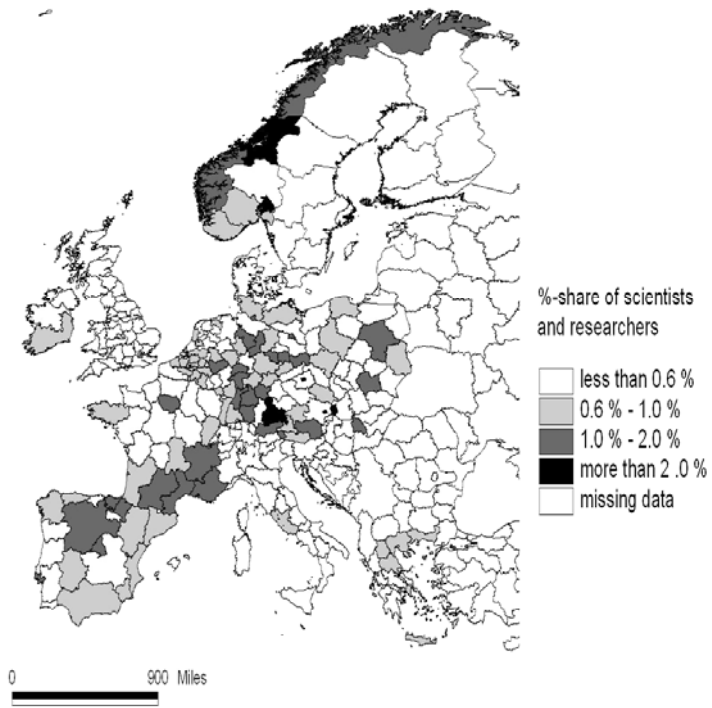 %-share of scientists
and researchers
less than 0.6 %
0.6 % - 1.0 %
1.0 % - 2.0 %
more than 2 .0 %
missing data
0 900 Miles